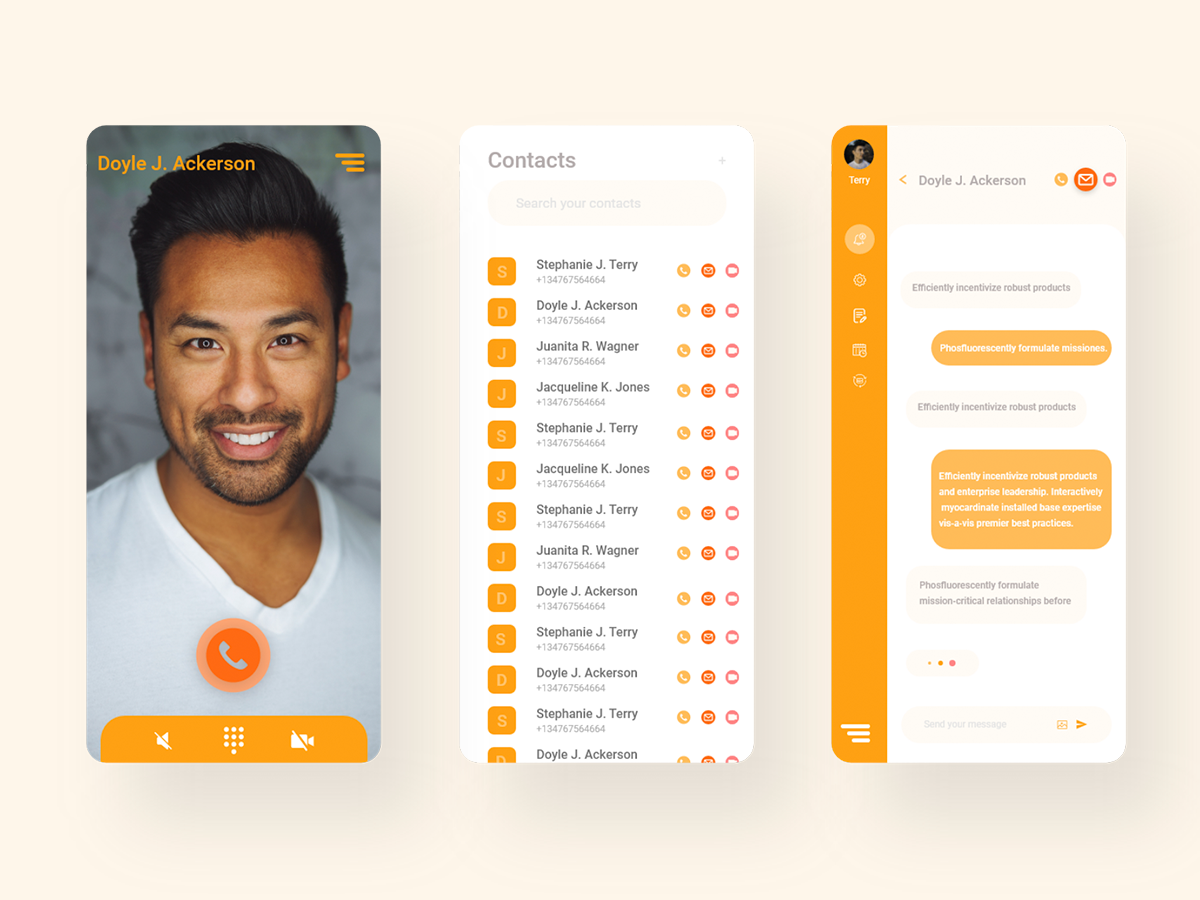 Doyle J. Ackerson
Contacts
+
Search your contacts
S
Stephanie J. Terry
+134767564664
D
Doyle J. Ackerson
+134767564664
J
Juanita R. Wagner
+134767564664
J
Jacqueline K. Jones
+134767564664
S
Stephanie J. Terry
+134767564664
J
Jacqueline K. Jones
+134767564664
S
Stephanie J. Terry
+134767564664
J
Juanita R. Wagner
+134767564664
D
Doyle J. Ackerson
+134767564664
S
Stephanie J. Terry
+134767564664
D
Doyle J. Ackerson
+134767564664
S
Stephanie J. Terry
+134767564664
D
Doyle J. Ackerson
Terry
Doyle J. Ackerson
Efficiently incentivize robust products
Phosfluorescently formulate missiones.
Efficiently incentivize robust products
Efficiently incentivize robust products
and enterprise leadership. Interactively
myocardinate installed base expertise
vis-a-vis premier best practices.
Phosfluorescently formulate
mission-critical relationships before
Send your message